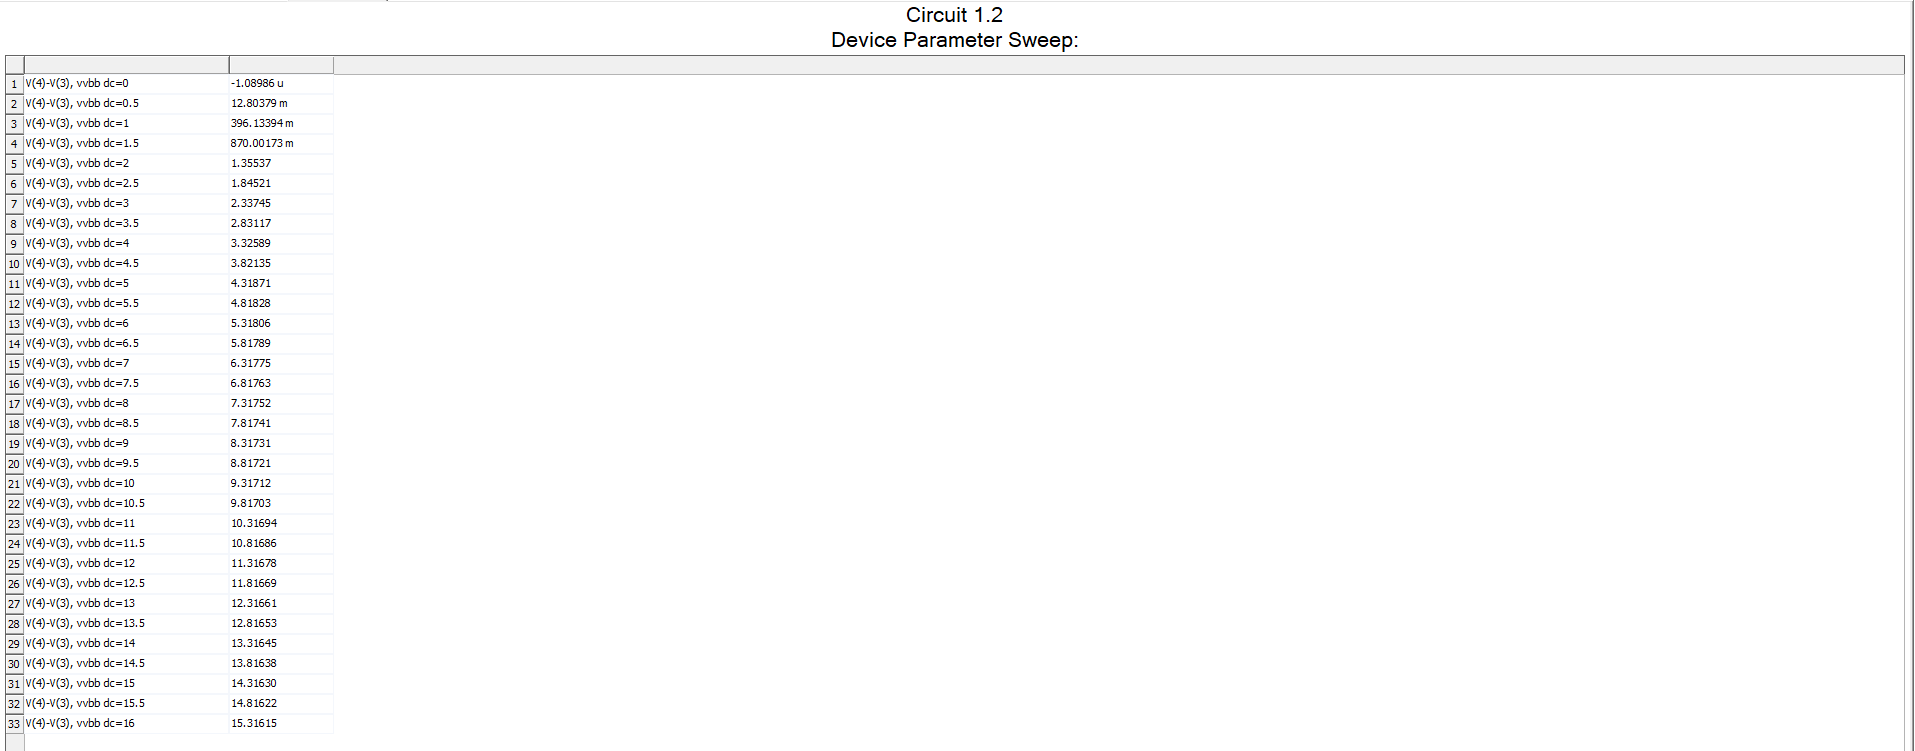 Circuit 1.2
Device Parameter Sweep:
1 V(4)-V(3), vvbb dc=0 -1.08986 u
2 V(4)-V(3), vvbb dc=0.5 12.80379 m
3 V(4)-V(3), vvbb dc=1 396.13394 m
4 V(4)-V(3), vvbb dc=1.5 870.00173 m
5 V(4)-V(3), vvbb dc=2 1.35537
6 V(4)-V(3), vvbb dc=2.5 1.84521
7 V(4)-V(3), vvbb dc=3 2.33745
8 V(4)-V(3), vvbb dc=3.5 2.83117
9 V(4)-V(3), vvbb dc=4 3.32589
10 V(4)-V(3), vvbb dc=4.5 3.82135
11 V(4)-V(3), vvbb dc=5 4.31871
12 V(4)-V(3), vvbb dc=5.5 4.81828
13 V(4)-V(3), vvbb dc=6 5.31806
14 V(4)-V(3), vvbb dc=6.5 5.81789
15 V(4)-V(3), vvbb dc=7 6.31775
16 V(4)-V(3), vvbb dc=7.5 6.81763
17 V(4)-V(3), vvbb dc=8 7.31752
18 V(4)-V(3), vvbb dc=8.5 7.81741
19 V(4)-V(3), vvbb dc=9 8.31731
20 V(4)-V(3), vvbb dc=9.5 8.81721
21 V(4)-V(3), vvbb dc=10 9.31712
22 V(4)-V(3), vvbb dc=10.5 9.81703
23 V(4)-V(3), vvbb dc=11 10.31694
24 V(4)-V(3), vvbb dc=11.5 10.81686
25 V(4)-V(3), vvbb dc=12 11.31678
26 V(4)-V(3), vvbb dc=12.5 11.81669
27 V(4)-V(3), vvbb dc=13 12.31661
28 V(4)-V(3), vvbb dc=13.5 12.81653
29 V(4)-V(3), vvbb dc=14 13.31645
30 V(4)-V(3), vvbb dc=14.5 13.81638
31 V(4)-V(3), vvbb dc=15 14.31630
32 V(4)-V(3), vvbb dc=15.5 14.81622
33 V(4)-V(3), vvbb dc=16 15.31615